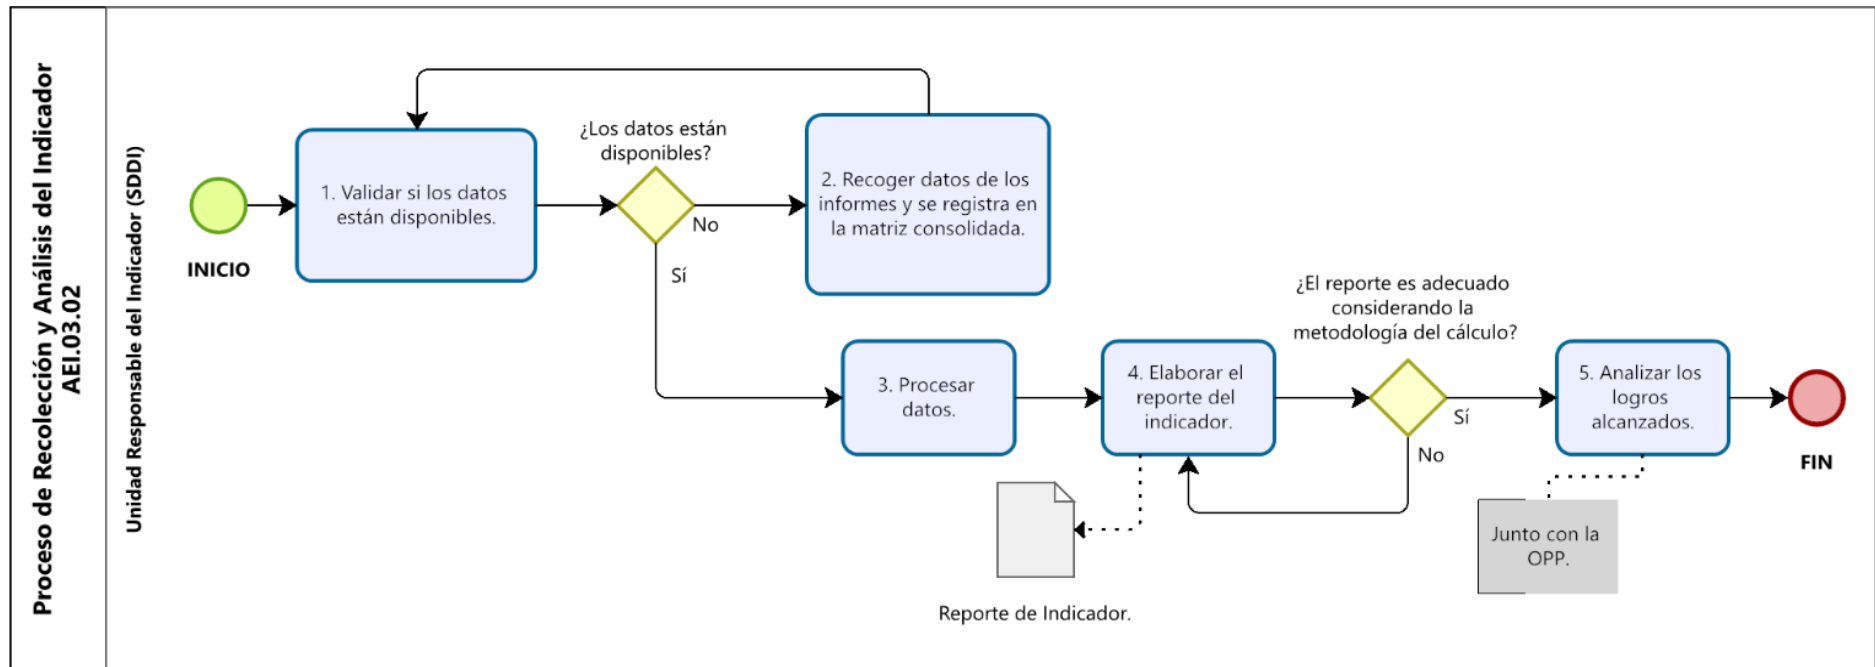 Proceso de Recolección y Análisis del Indicador
AEI.03.02
Unidad Responsable del Indicador (SDDI)
INICIO
1. Validar si los datos
están disponibles.
¿Los datos están
disponibles?
No
Sí
2. Recoger datos de los
informes y se registra en
la matriz consolidada.
3. Procesar
datos.
4. Elaborar el
reporte del
indicador.
Reporte de Indicador.
¿El reporte es adecuado
considerando la
metodología del cálculo?
Sí
No
5. Analizar los
logros
alcanzados.
Junto con la
OPP.
FIN